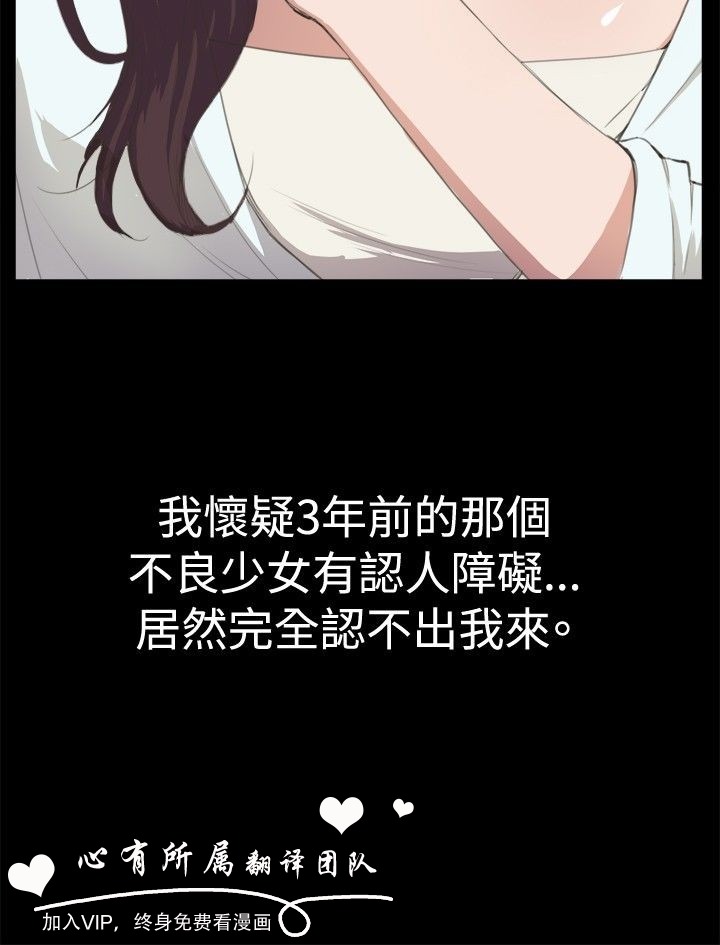 我懷疑3年前的那個
不良少女有認人障礙...
居然完全認不出我來。
心有所属翻译团队
加入VIP，终身免费看漫画